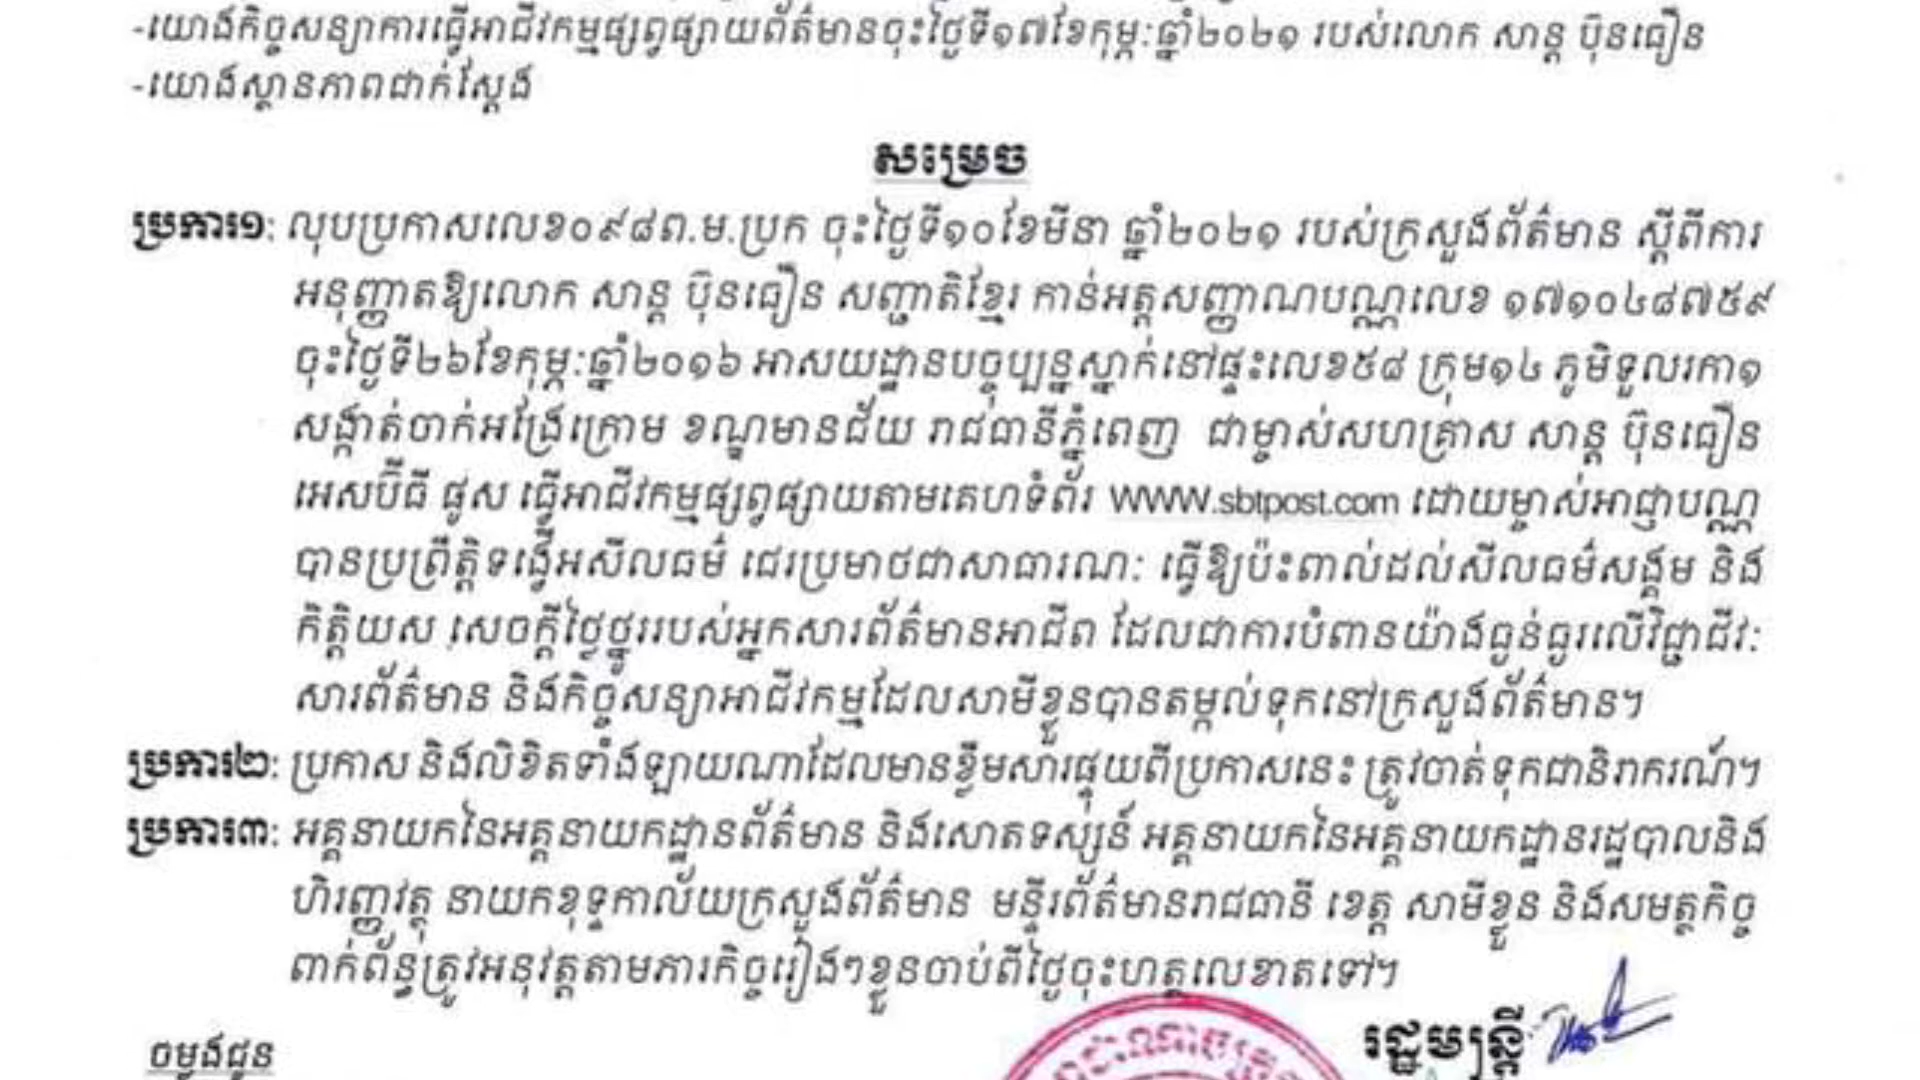 -យោងកិច្ចសន្យាការធ្វើអាជីវកម្មផ្សព្វផ្សាយព័ត៌មានចុះថ្ងៃទី១៧ខែកុម្ភៈឆ្នាំ២០២១ របស់លោក សាន្ត ប៊ុនធឿន
-យោងស្ថានភាពជាក់ស្តែង
សម្រេច
ប្រការ១: លុបប្រកាសលេខ០៩៨ព.ម.ប្រក ចុះថ្ងៃទី១០ខែមីនា ឆ្នាំ២០២១ របស់ក្រសួងព័ត៌មាន ស្តីពីការ
អនុញ្ញាតឱ្យលោក សាន្ត ប៊ុនធឿន សញ្ជាតិខ្មែរ កាន់អត្តសញ្ញាណបណ្ណលេខ ១៧១០៤៨៧៥៩
ចុះថ្ងៃទី២៦ខែកុម្ភៈឆ្នាំ២០១៦ អាសយដ្ឋានបច្ចុប្បន្នស្នាក់នៅផ្ទះលេខ៥៨ ក្រុម១៤ ភូមិទួលរកា១
សង្កាត់ចាក់អង្រែក្រោម ខណ្ឌមានជ័យ រាជធានីភ្នំពេញ ជាម្ចាស់សហគ្រាស សាន្ត ប៊ុនធឿន
អេសប៊ីធី ផូស ធ្វើអាជីវកម្មផ្សព្វផ្សាយតាមគេហទំព័រ WWW.sbtpost.com ដោយម្ចាស់អាជ្ញាបណ្ណ
បានប្រព្រឹត្តិទង្វើអសីលធម៌ ជេរប្រមាថជាសាធារណៈ ធ្វើឱ្យប៉ះពាល់ដល់សីលធម៌សង្គម និង
កិត្តិយស សេចក្តីថ្លៃថ្នូររបស់អ្នកសារព័ត៌មានអាជីព ដែលជាការបំពានយ៉ាងធ្ងន់ធ្ងរលើវិជ្ជាជីវៈ
សារព័ត៌មាន និងកិច្ចសន្យាអាជីវកម្មដែលសាមីខ្លួនបានតម្កល់ទុកនៅក្រសួងព័ត៌មាន។
ប្រការ២: ប្រកាស និងលិខិតទាំងឡាយណាដែលមានខ្លឹមសារផ្ទុយពីប្រកាសនេះ ត្រូវចាត់ទុកជានិរាករណ៍។
ប្រការ៣: អគ្គនាយកនៃអគ្គនាយកដ្ឋានព័ត៌មាន និងសោតទស្សន៍ អគ្គនាយកនៃអគ្គនាយកដ្ឋានរដ្ឋបាលនិង
ហិរញ្ញវត្ថុ នាយកខុទ្ទកាល័យក្រសួងព័ត៌មាន មន្ទីរព័ត៌មានរាជធានី ខេត្ត សាមីខ្លួន និងសមត្ថកិច្ច
ពាក់ព័ន្ធត្រូវអនុវត្តតាមភារកិច្ចរៀងៗខ្លួនចាប់ពីថ្ងៃចុះហត្ថលេខាតទៅ។
រដ្ឋមន្ត្រី
ចម្លងជូន